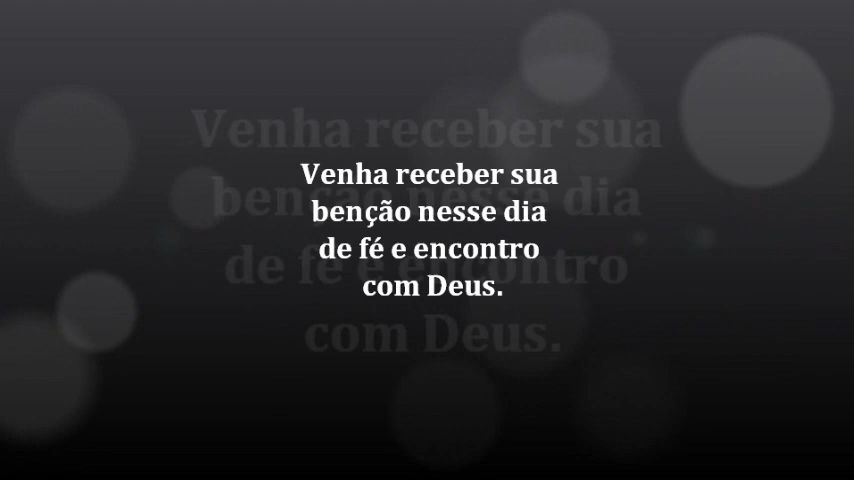 Venha receber sua
benção nesse dia
de fé e encontro
com Deus.